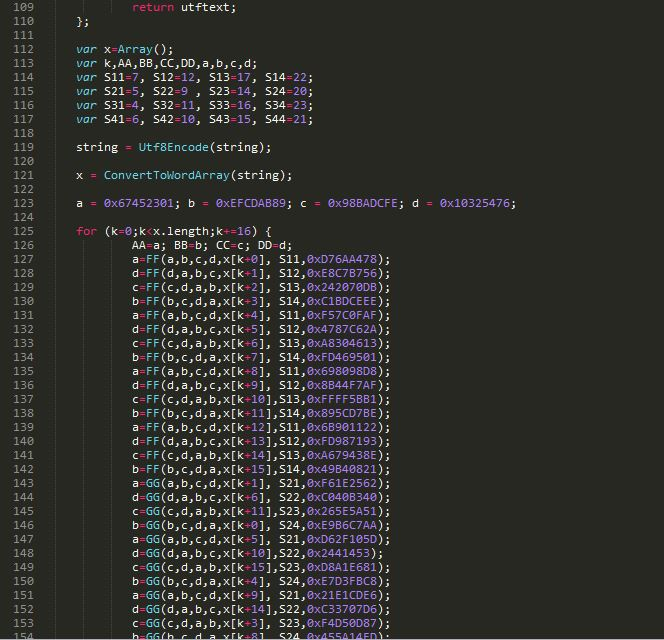 109 return utftext;
110 };
111
112 var x=Array();
113 var k,AA,BB,CC,DD,a,b,c,d;
114 var S11=7, S12=12, S13=17, S14=22;
115 var S21=5, S22=9 , S23=14, S24=20;
116 var S31=4, S32=11, S33=16, S34=23;
117 var S41=6, S42=10, S43=15, S44=21;
118
119 string = Utf8Encode(string);
120
121 x = ConvertToWordArray(string);
122
123 a = 0x67452301; b = 0xEFCDAB89; c = 0x98BADCFE; d = 0x10325476;
124
125 for (k=0;k<x.length;k+=16) {
126 AA=a; BB=b; CC=c; DD=d;
127 a=FF(a,b,c,d,x[k+0], S11,0xD76AA478);
128 d=FF(d,a,b,c,x[k+1], S12,0xE8C7B756);
129 c=FF(c,d,a,b,x[k+2], S13,0x242070DB);
130 b=FF(b,c,d,a,x[k+3], S14,0xC1BDCEEE);
131 a=FF(a,b,c,d,x[k+4], S11,0xF57C0FAF);
132 d=FF(d,a,b,c,x[k+5], S12,0x4787C62A);
133 c=FF(c,d,a,b,x[k+6], S13,0xA8304613);
134 b=FF(b,c,d,a,x[k+7], S14,0xFD469501);
135 a=FF(a,b,c,d,x[k+8], S11,0x698098D8);
136 d=FF(d,a,b,c,x[k+9], S12,0x8B44F7AF);
137 c=FF(c,d,a,b,x[k+10],S13,0xFFFF5BB1);
138 b=FF(b,c,d,a,x[k+11],S14,0x895CD7BE);
139 a=FF(a,b,c,d,x[k+12],S11,0x6B901122);
140 d=FF(d,a,b,c,x[k+13],S12,0xFD987193);
141 c=FF(c,d,a,b,x[k+14],S13,0xA679438E);
142 b=FF(b,c,d,a,x[k+15],S14,0x49B40821);
143 a=GG(a,b,c,d,x[k+1], S21,0xF61E2562);
144 d=GG(d,a,b,c,x[k+6], S22,0xC040B340);
145 c=GG(c,d,a,b,x[k+11],S23,0x265E5A51);
146 b=GG(b,c,d,a,x[k+0], S24,0xE9B6C7AA);
147 a=GG(a,b,c,d,x[k+5], S21,0xD62F105D);
148 d=GG(d,a,b,c,x[k+10],S22,0x2441453);
149 c=GG(c,d,a,b,x[k+15],S23,0xD8A1E681);
150 b=GG(b,c,d,a,x[k+4], S24,0xE7D3FBC8);
151 a=GG(a,b,c,d,x[k+9], S21,0x21E1CDE6);
152 d=GG(d,a,b,c,x[k+14],S22,0xC33707D6);
153 c=GG(c,d,a,b,x[k+3], S23,0xF4D50D87);
154 b=GG(b,c,d,a,x[k+8], S24,0x455A14ED);